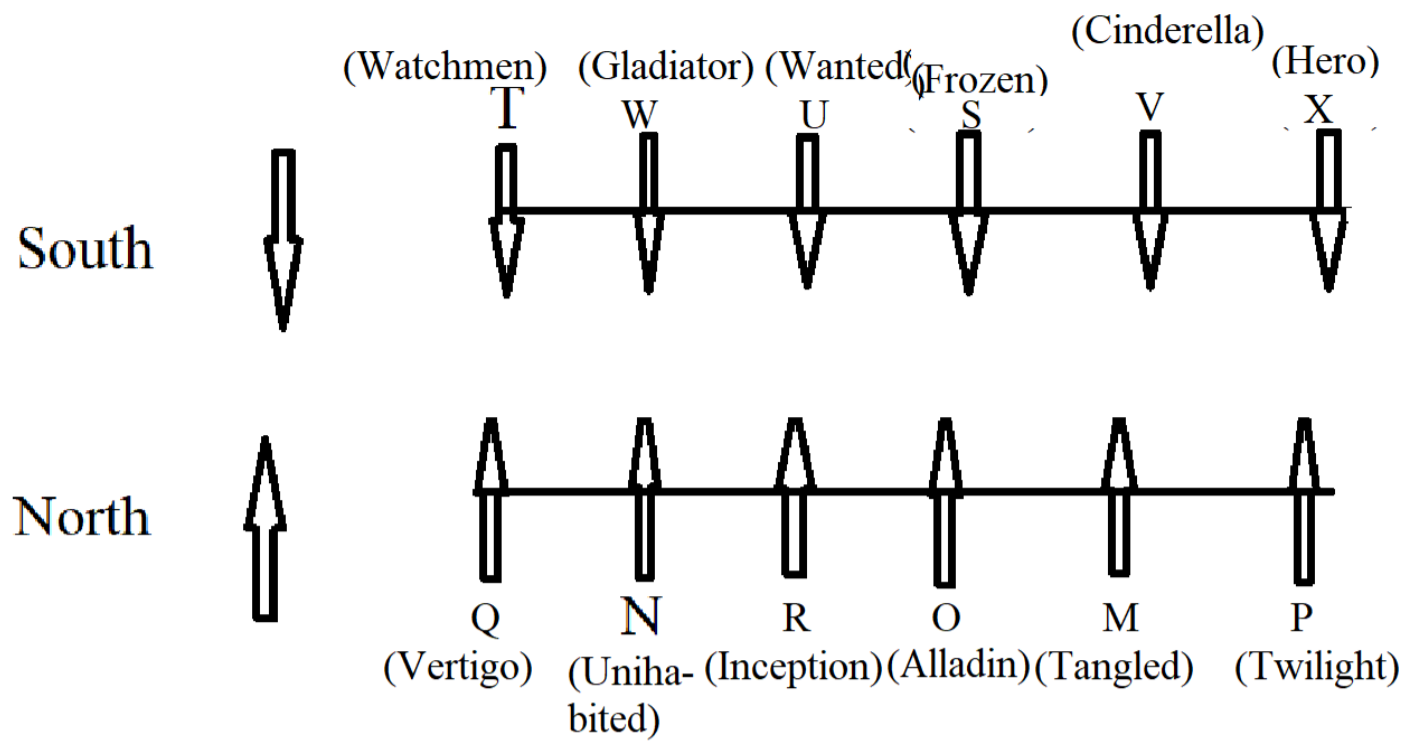 (Cinderella)
(Watchmen) (Gladiator) (Wanted) (Frozen) (Hero)
T W U S V X
South
North
Q N R O M P
(Vertigo) (Uniha- (Inception) (Alladin) (Tangled) (Twilight)
bited)